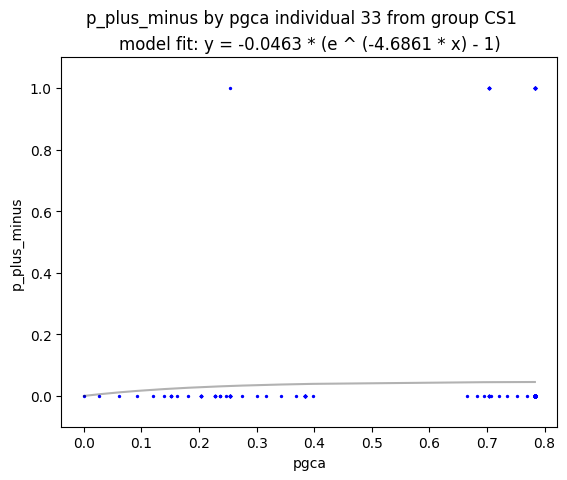 p_plus_minus by pgca individual 33 from group CS1
model fit: y = -0.0463 * (e ^ (-4.6861 * x) - 1)
1.0
0.8
0.6
0.4
0.2
0.0
p_plus_minus
0.0 0.1 0.2 0.3 0.4 0.5 0.6 0.7 0.8
pgca